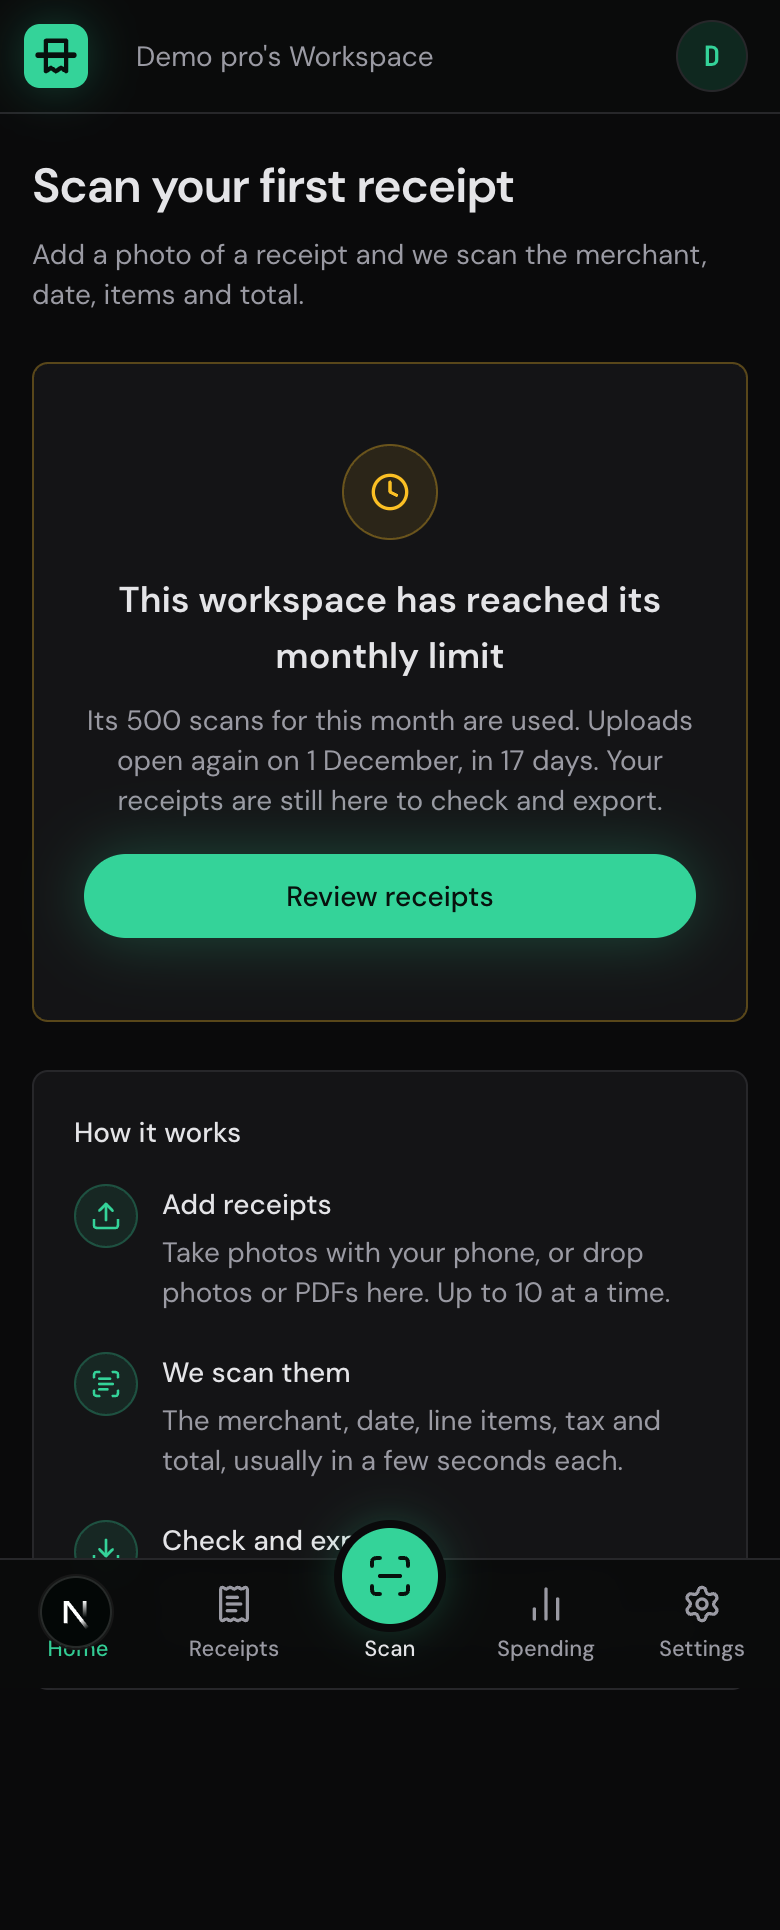 Demo pro's Workspace
D
Scan your first receipt
Add a photo of a receipt and we scan the merchant,
date, items and total.
This workspace has reached its
monthly limit
Its 500 scans for this month are used. Uploads
open again on 1 December, in 17 days. Your
receipts are still here to check and export.
Review receipts
How it works
Add receipts
Take photos with your phone, or drop
photos or PDFs here. Up to 10 at a time.
We scan them
The merchant, date, line items, tax and
total, usually in a few seconds each.
Check and
N
Home
Receipts
Scan
Spending
Settings